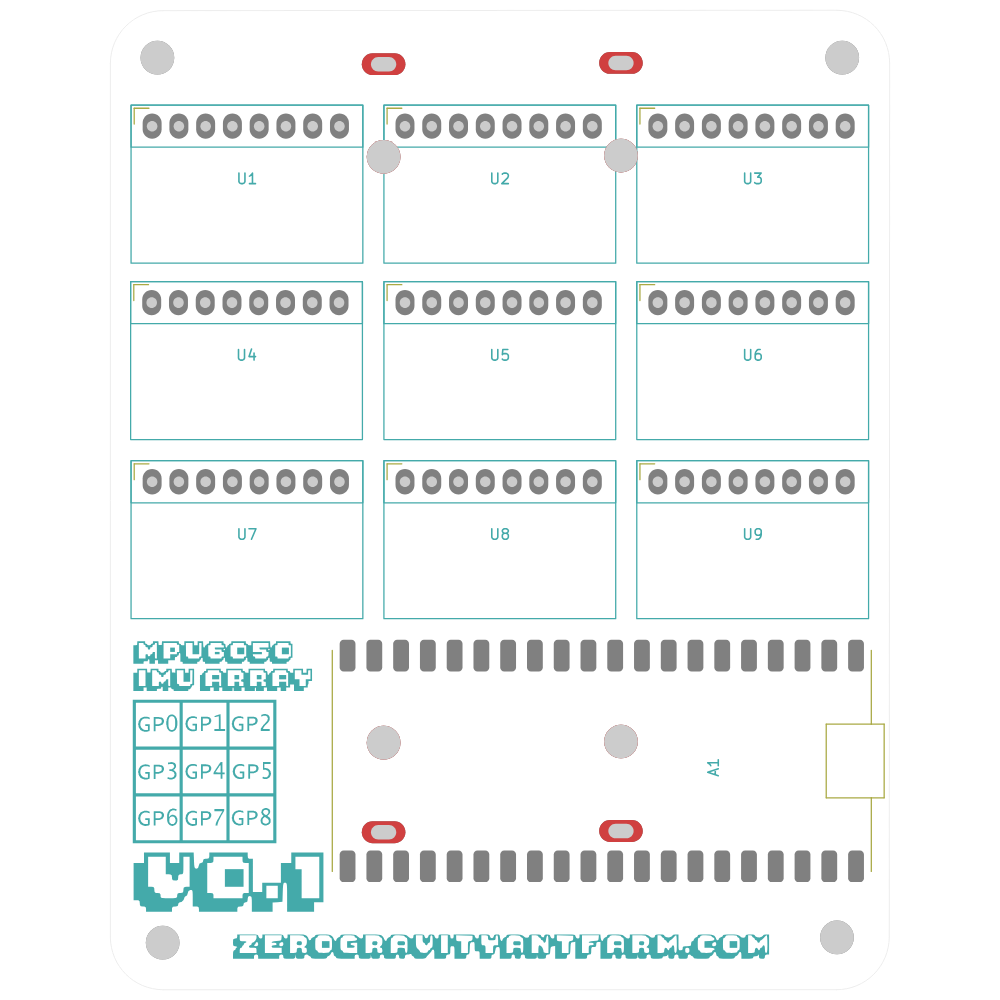 U1 U2 U3
U4 U5 U6
U7 U8 U9
MPU6050
IMU ARRAY
GP0 GP1 GP2
GP3 GP4 GP5
GP6 GP7 GP8
A1
V0.1
ZEROGRAVITYANTFARM.COM